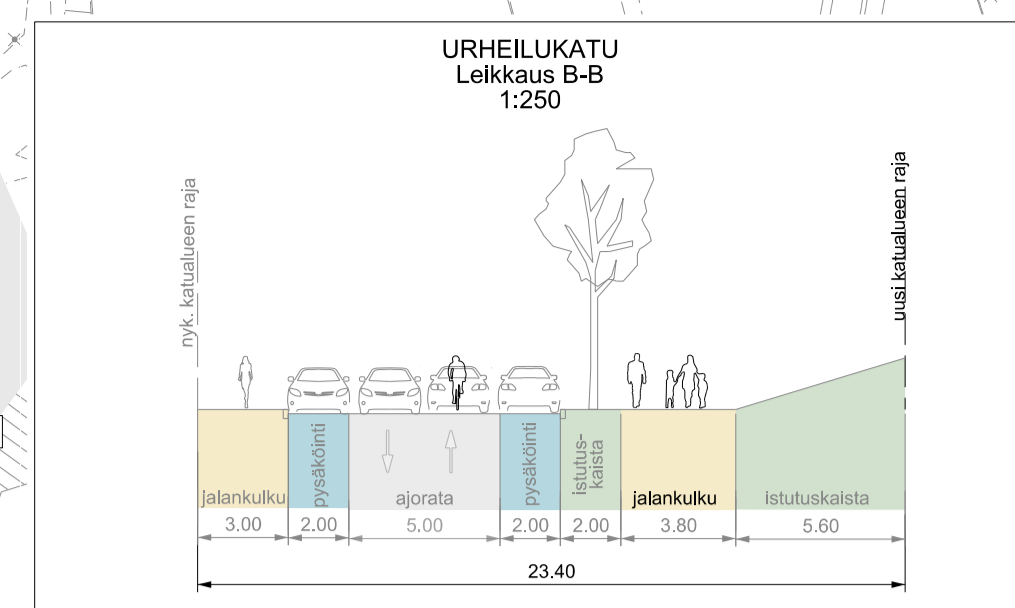 URHEILUKATU
Leikkaus B-B
1:250
nyk. katualueen raja
uusi katualueen raja
jalankulku
pysäköinti
ajorata
pysäköinti
istutus-
kaista
jalankulku
istutuskaista
3.00 2.00 5.00 2.00 2.00 3.80 5.60
23.40